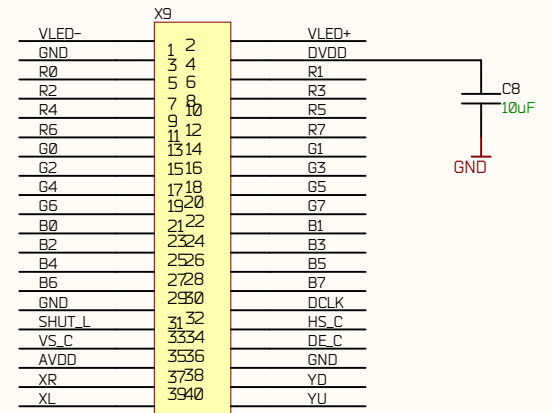 X9
VLED- 1 2 VLED+
GND 3 4 DVDD
R0 5 6 R1
R2 7 8 R3
R4 9 10 R5
R6 11 12 R7
G0 13 14 G1
G2 15 16 G3
G4 17 18 G5
G6 19 20 G7
B0 21 22 B1
B2 23 24 B3
B4 25 26 B5
B6 27 28 B7
GND 29 30 DCLK
SHUT_L 31 32 HS_C
VS_C 33 34 DE_C
AVDD 35 36 GND
XR 37 38 YD
XL 39 40 YU
C8
10uF
GND